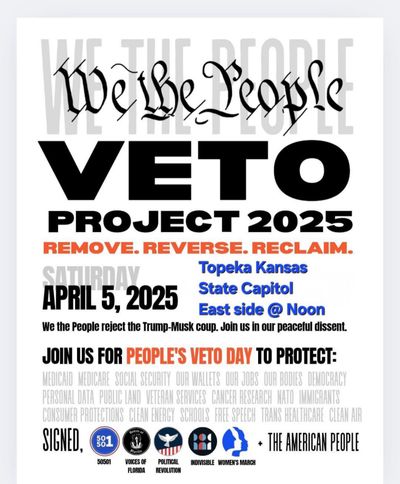 WE THE PEOPLE
We the People
VETO
PROJECT 2025
REMOVE. REVERSE. RECLAIM.
SATURDAY
APRIL 5, 2025
Topeka Kansas
State Capitol
East side @ Noon
We the People reject the Trump-Musk coup. Join us in our peaceful dissent.
JOIN US FOR PEOPLE'S VETO DAY TO PROTECT:
MEDICAID MEDICARE SOCIAL SECURITY OUR WALLETS OUR JOBS OUR BODIES DEMOCRACY
PERSONAL DATA PUBLIC LAND VETERAN SERVICES CANCER RESEARCH NATO IMMIGRANTS
CONSUMER PROTECTIONS CLEAN ENERGY SCHOOLS FREE SPEECH TRANS HEALTHCARE CLEAN AIR
SIGNED, + THE AMERICAN PEOPLE
50501
VOICES OF FLORIDA
POLITICAL REVOLUTION
INDIVISIBLE
WOMEN'S MARCH